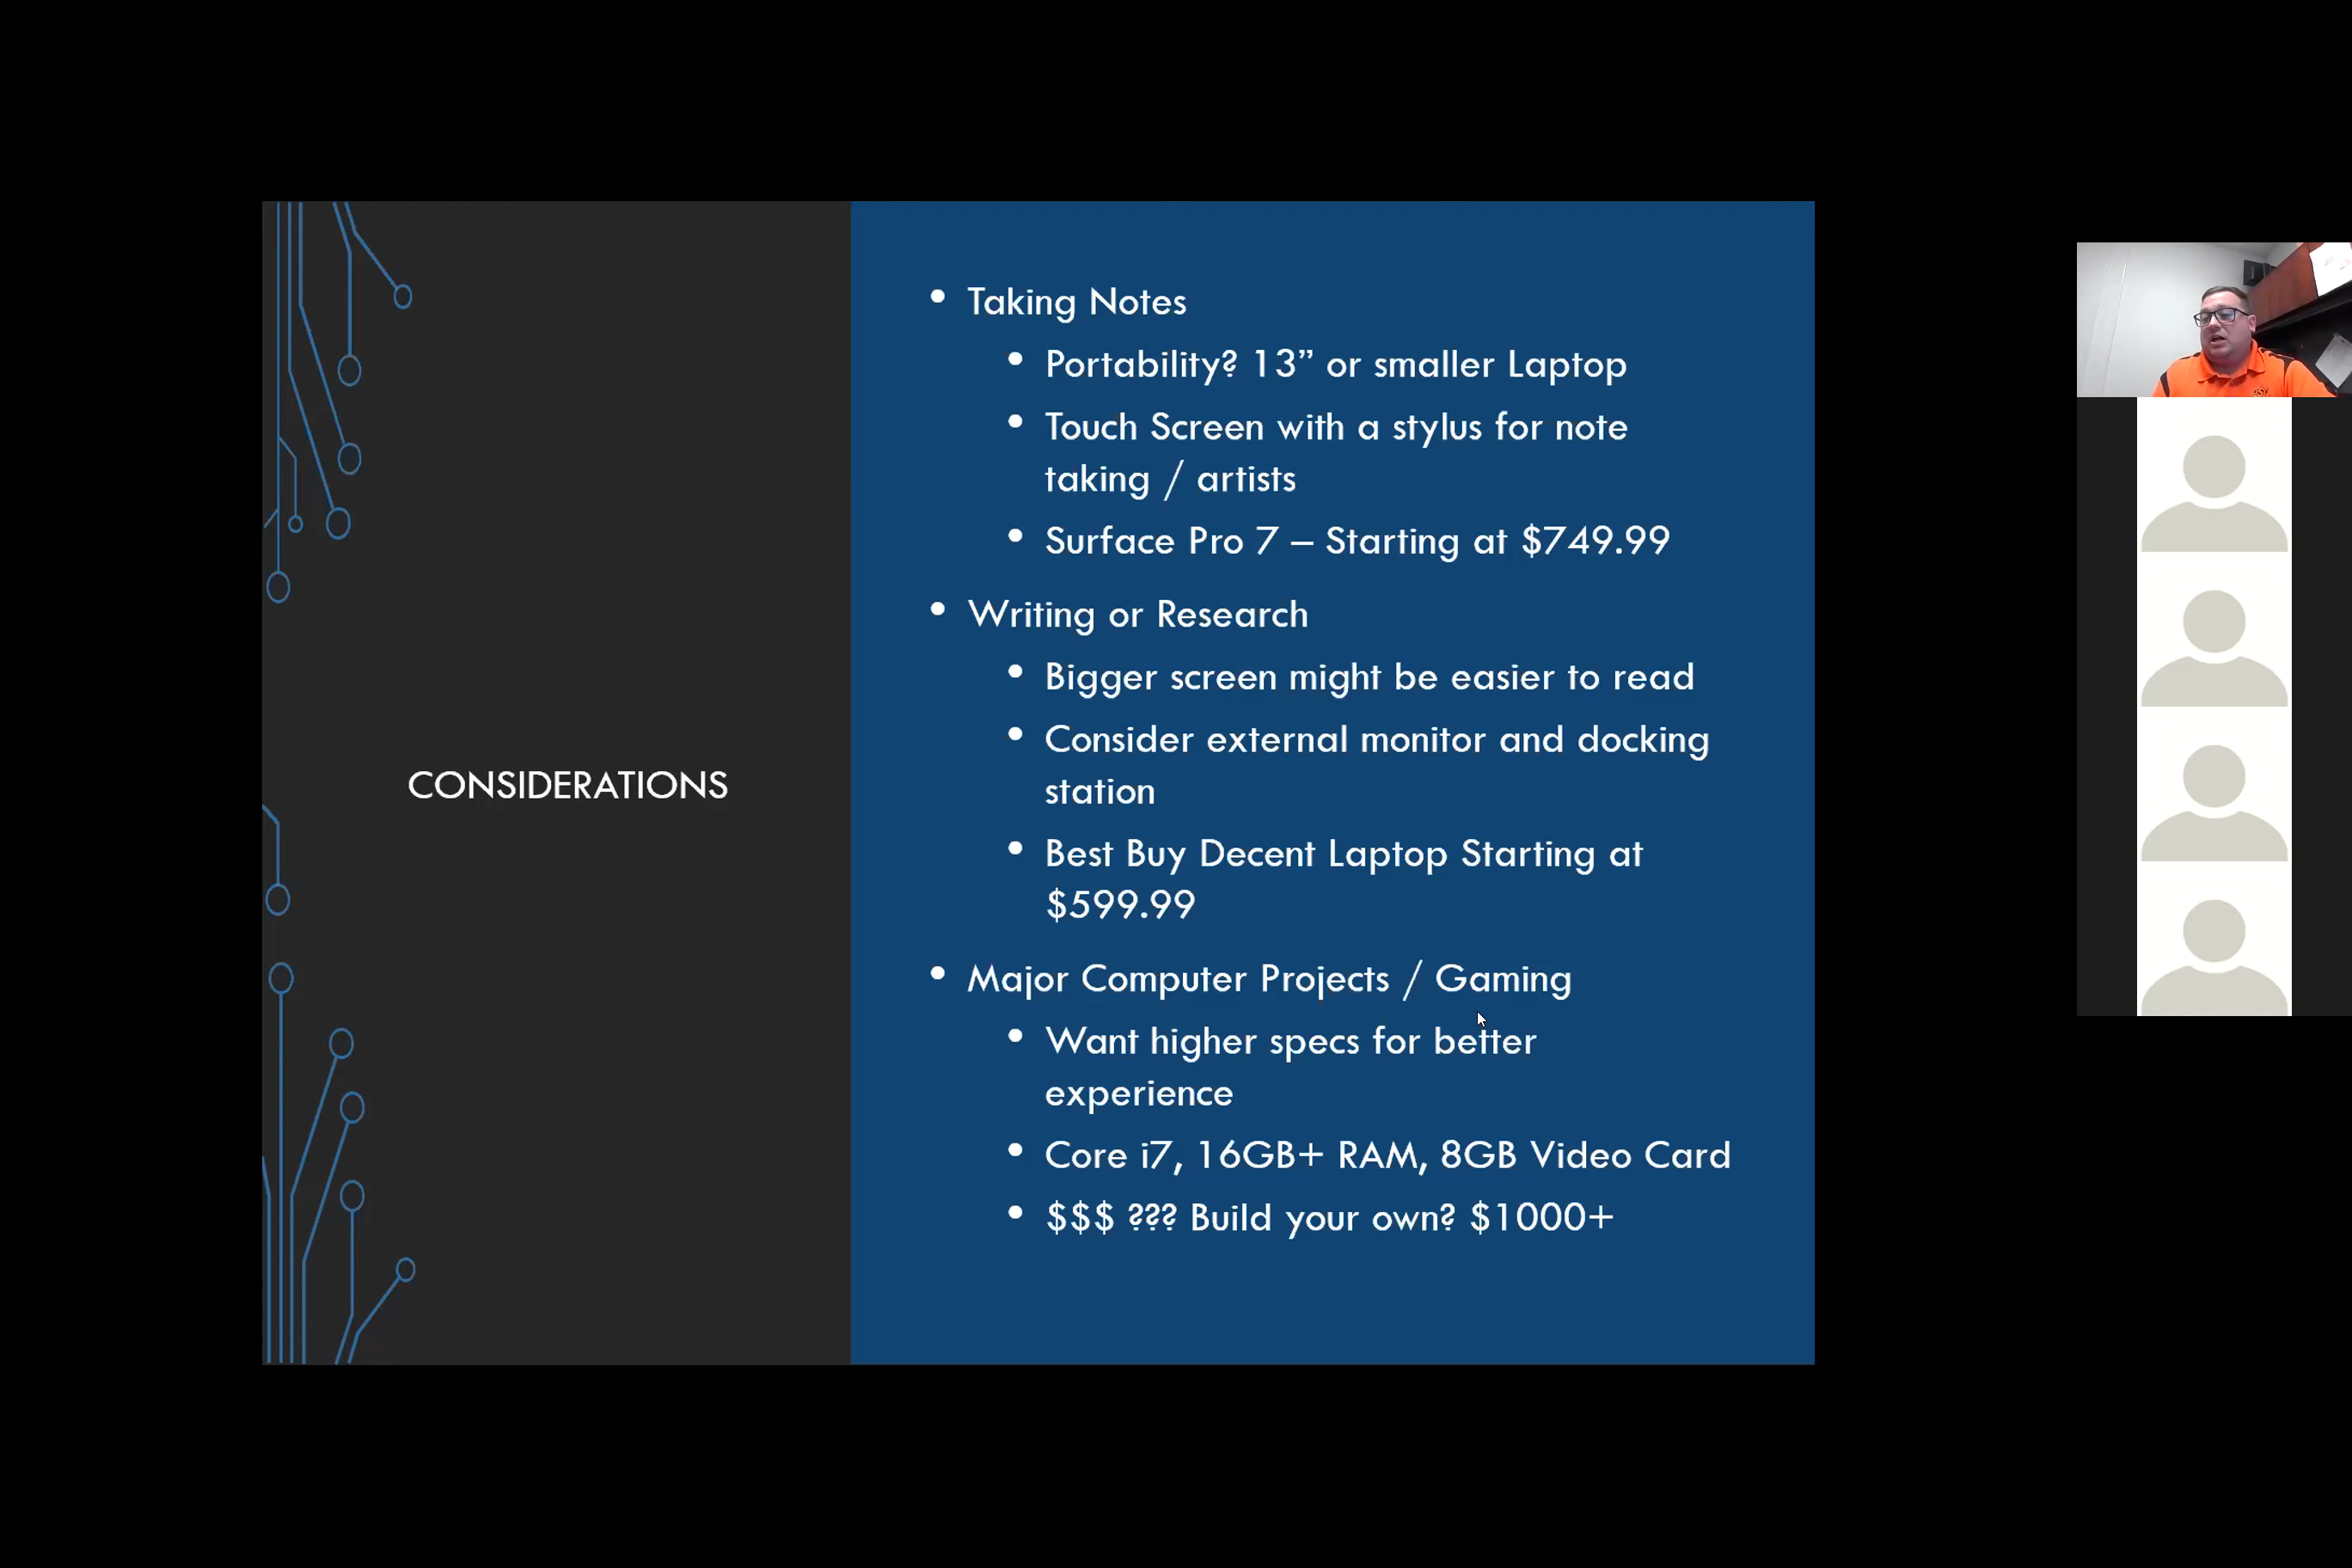 CONSIDERATIONS
• Taking Notes
• Portability? 13” or smaller Laptop
• Touch Screen with a stylus for note
taking / artists
• Surface Pro 7 – Starting at $749.99
• Writing or Research
• Bigger screen might be easier to read
• Consider external monitor and docking
station
• Best Buy Decent Laptop Starting at
$599.99
• Major Computer Projects / Gaming
• Want higher specs for better
experience
• Core i7, 16GB+ RAM, 8GB Video Card
• $$$ ??? Build your own? $1000+